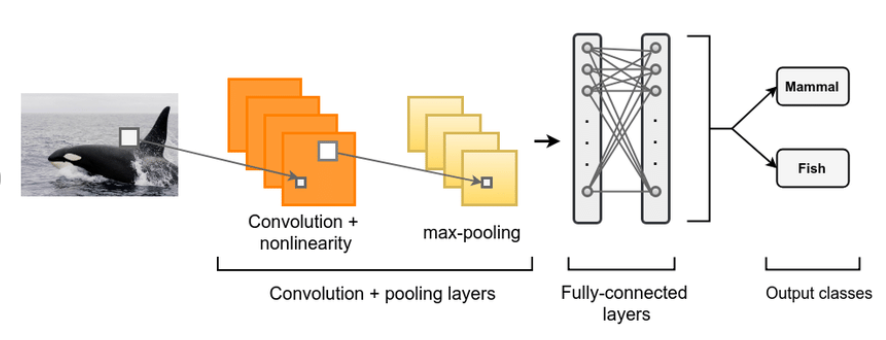 Convolution +
nonlinearity
max-pooling
Mammal
Fish
Convolution + pooling layers
Fully-connected
layers
Output classes